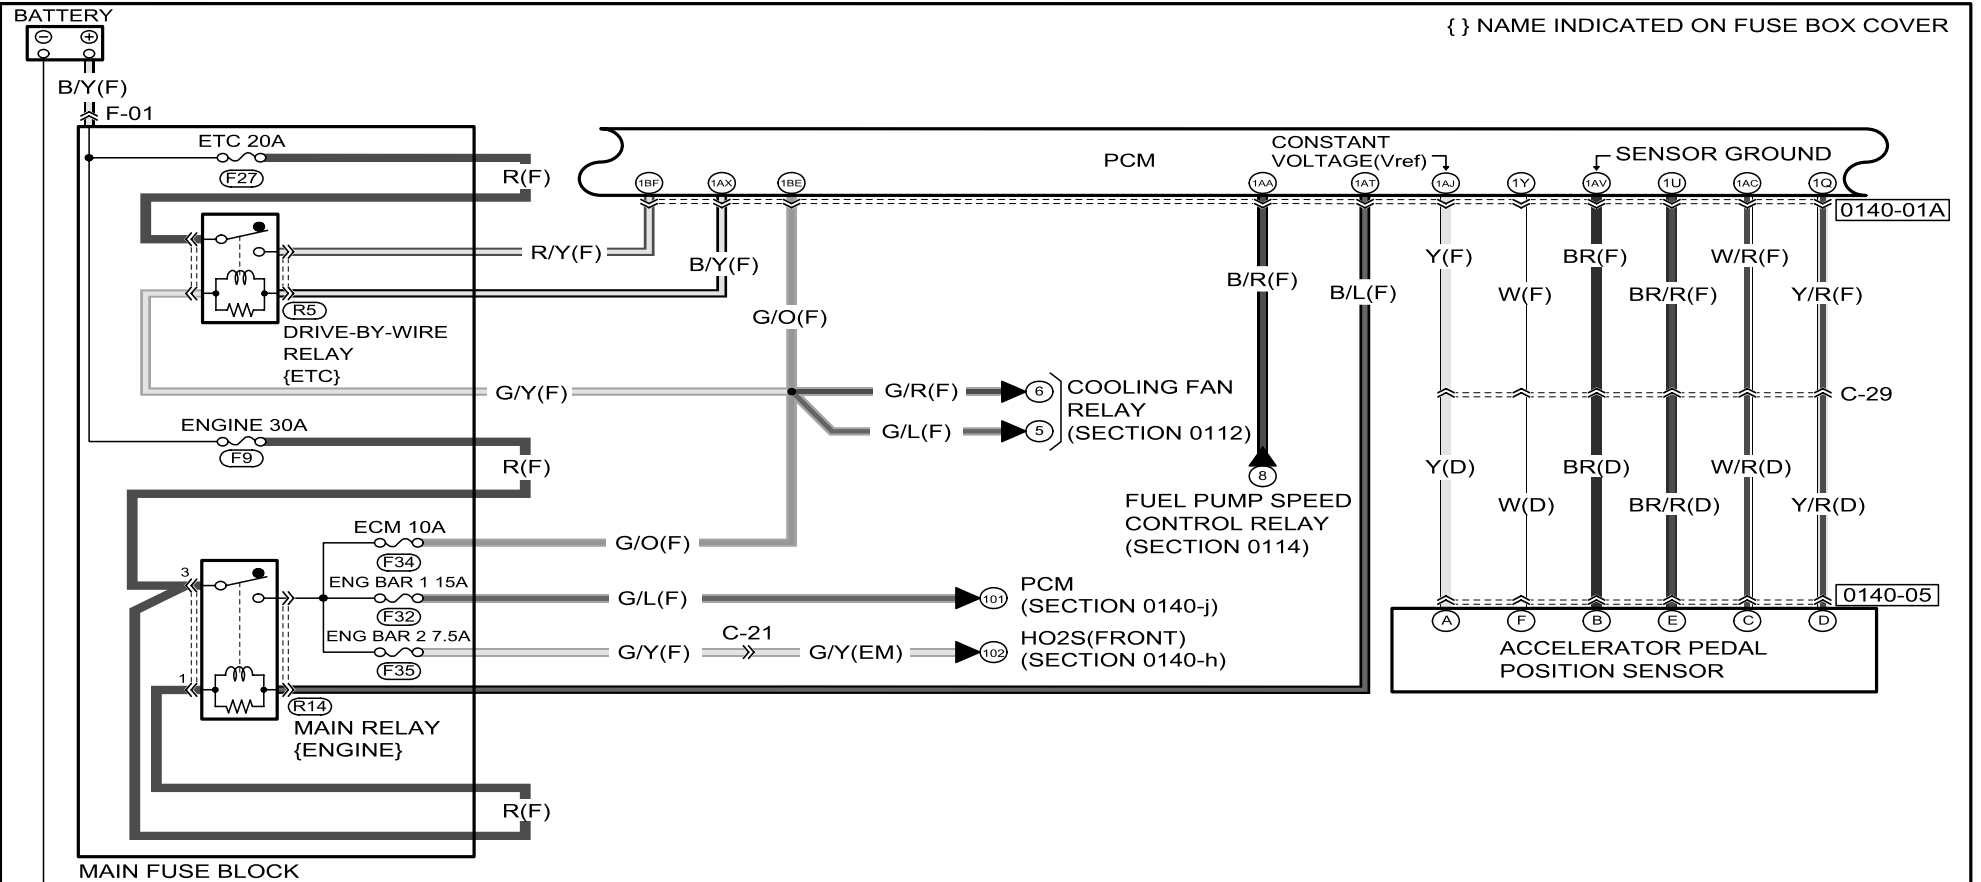 BATTERY
{ } NAME INDICATED ON FUSE BOX COVER
− +
B/Y(F)
F-01
ETC 20A
F27
R(F)
PCM
CONSTANT
VOLTAGE(Vref)
SENSOR GROUND
1BF 1AX 1BE 1AA 1AT 1AJ 1Y 1AV 1U 1AC 1Q
0140-01A
R/Y(F)
B/Y(F)
G/O(F)
B/R(F)
B/L(F)
Y(F) BR(F) W/R(F)
W(F) BR/R(F) Y/R(F)
R5
DRIVE-BY-WIRE
RELAY
{ETC}
G/Y(F)
G/R(F)
6
G/L(F)
5
COOLING FAN
RELAY
(SECTION 0112)
C-29
ENGINE 30A
F9
R(F)
8
FUEL PUMP SPEED
CONTROL RELAY
(SECTION 0114)
Y(D) BR(D) W/R(D)
W(D) BR/R(D) Y/R(D)
ECM 10A
F34
G/O(F)
3
ENG BAR 1 15A
F32
G/L(F)
101
PCM
(SECTION 0140-j)
ENG BAR 2 7.5A
F35
G/Y(F)
C-21
G/Y(EM)
102
HO2S(FRONT)
(SECTION 0140-h)
0140-05
A F B E C D
ACCELERATOR PEDAL
POSITION SENSOR
1
R14
MAIN RELAY
{ENGINE}
R(F)
MAIN FUSE BLOCK